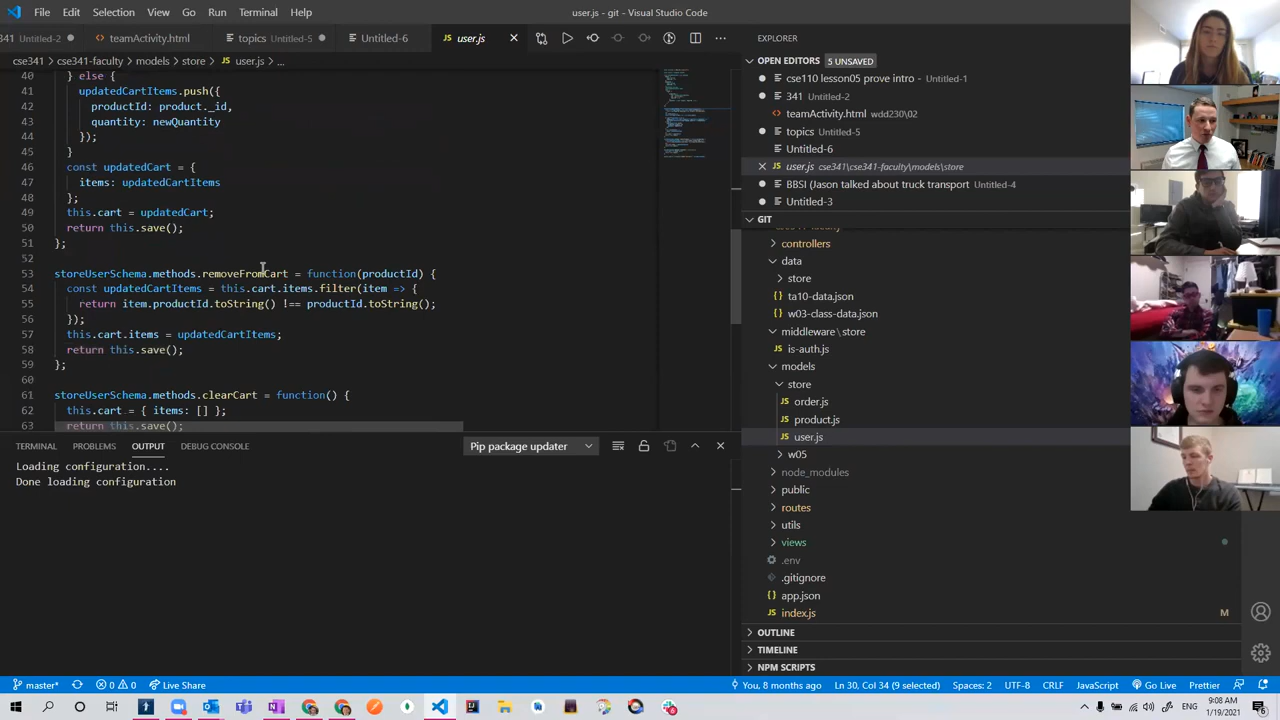 File Edit Selection View Go Run Terminal Help
user.js - git - Visual Studio Code
341 Untitled-2
teamActivity.html
topics Untitled-5
Untitled-6
user.js
cse341 > cse341-faculty > models > store > JS user.js > ...
40 } else {
41 updatedCartItems.push({
42 productId: product._id,
43 quantity: newQuantity
44 });
45 }
46 const updatedCart = {
47 items: updatedCartItems
48 };
49 this.cart = updatedCart;
50 return this.save();
51 };
52
53 storeUserSchema.methods.removeFromCart = function(productId) {
54 const updatedCartItems = this.cart.items.filter(item => {
55 return item.productId.toString() !== productId.toString();
56 });
57 this.cart.items = updatedCartItems;
58 return this.save();
59 };
60
61 storeUserSchema.methods.clearCart = function() {
62 this.cart = { items: [] };
63 return this.save();
TERMINAL PROBLEMS OUTPUT DEBUG CONSOLE
Pip package updater
Loading configuration....
Done loading configuration
EXPLORER
OPEN EDITORS 5 UNSAVED
cse110 lesson05 prove intro - Untitled-1
341 Untitled-2
<> teamActivity.html wdd230\02
topics Untitled-5
Untitled-6
JS user.js cse341\cse341-faculty\models\store
BBSI (Jason talked about truck transport Untitled-4
Untitled-3
GIT
controllers
data
store
{} ta10-data.json
{} w03-class-data.json
middleware\store
JS is-auth.js
models
store
JS order.js
JS product.js
JS user.js
w05
node_modules
public
routes
utils
views
.env
.gitignore
{} app.json
JS index.js M
OUTLINE
TIMELINE
NPM SCRIPTS
master* 0 0 Live Share
You, 8 months ago Ln 30, Col 34 (9 selected) Spaces: 2 UTF-8 CRLF JavaScript Go Live Prettier
ENG
9:08 AM
1/19/2021